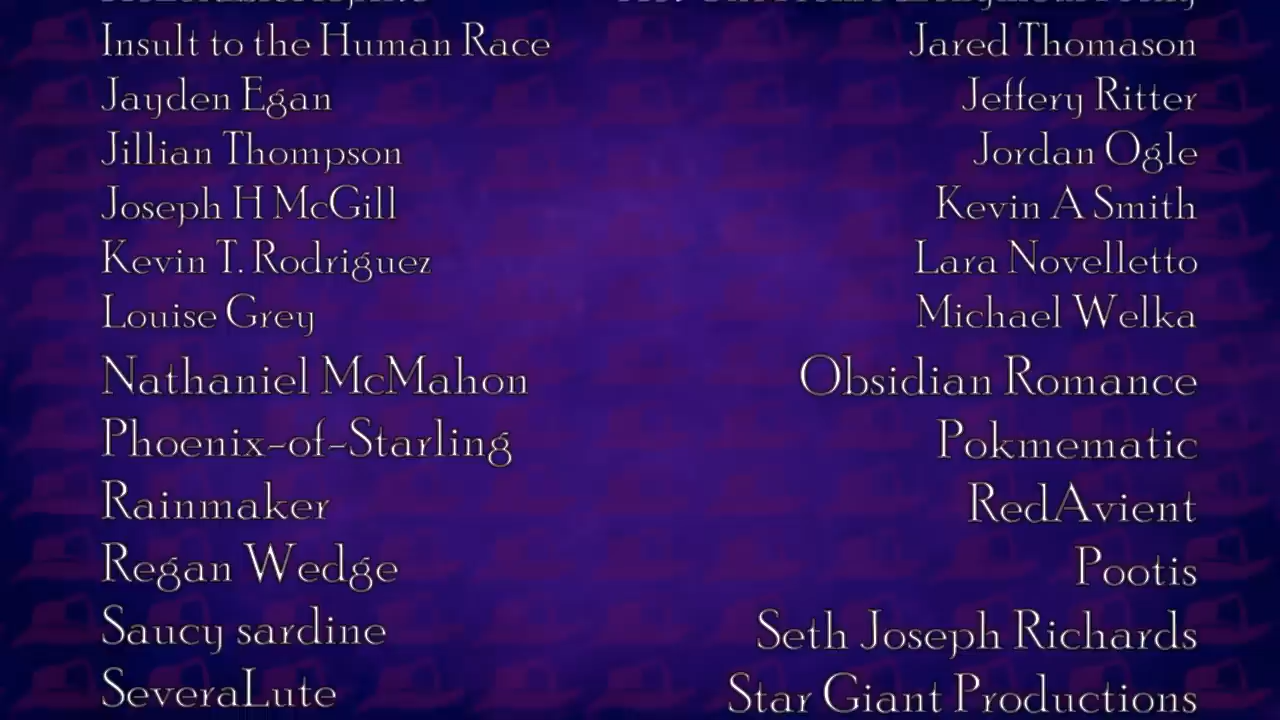 Insult to the Human Race
Jared Thomason
Jayden Egan
Jeffery Ritter
Jillian Thompson
Jordan Ogle
Joseph H McGill
Kevin A Smith
Kevin T. Rodriguez
Lara Novelletto
Louise Grey
Michael Welka
Nathaniel McMahon
Obsidian Romance
Phoenix-of-Starling
Pokmematic
Rainmaker
RedAvient
Regan Wedge
Pootis
Saucy sardine
Seth Joseph Richards
SeveraLute
Star Giant Productions